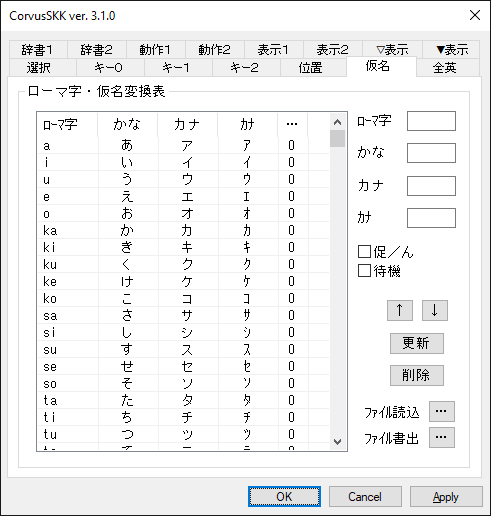 CorvusSKK ver. 3.1.0
辞書1 辞書2 動作1 動作2 表示1 表示2 ▽表示 ▼表示
選択 キー0 キー1 キー2 位置 仮名 全英
ローマ字・仮名変換表
ﾛｰﾏ字 かな カナ ｶﾅ …
a あ ア ｱ 0
i い イ ｲ 0
u う ウ ｳ 0
e え エ ｴ 0
o お オ ｵ 0
ka か カ ｶ 0
ki き キ ｷ 0
ku く ク ｸ 0
ke け ケ ｹ 0
ko こ コ ｺ 0
sa さ サ ｻ 0
si し シ ｼ 0
su す ス ｽ 0
se せ セ ｾ 0
so そ ソ ｿ 0
ta た タ ﾀ 0
ti ち チ ﾁ 0
tu つ ツ ﾂ 0
ﾛｰﾏ字
かな
カナ
ｶﾅ
促／ん
待機
↑ ↓
更新
削除
ﾌｧｲﾙ読込 …
ﾌｧｲﾙ書出 …
OK Cancel Apply